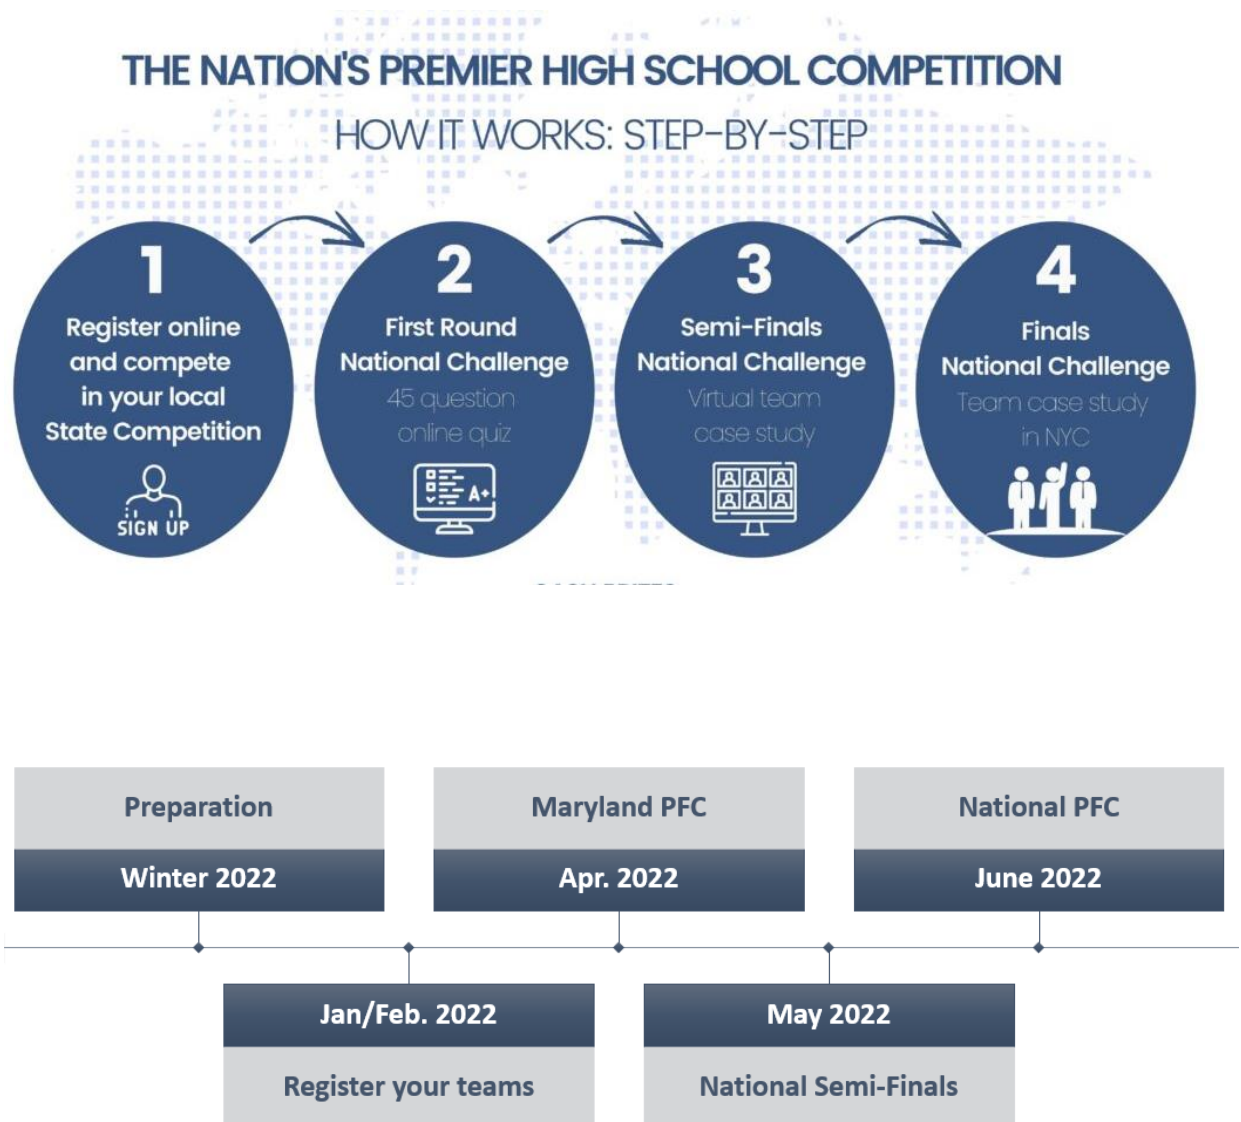 THE NATION'S PREMIER HIGH SCHOOL COMPETITION
HOW IT WORKS: STEP-BY-STEP
1
Register online
and compete
in your local
State Competition
SIGN UP
2
First Round
National Challenge
45 question
online quiz
A+
3
Semi-Finals
National Challenge
Virtual team
case study
4
Finals
National Challenge
Team case study
in NYC
Preparation
Winter 2022
Jan/Feb. 2022
Register your teams
Maryland PFC
Apr. 2022
May 2022
National Semi-Finals
National PFC
June 2022